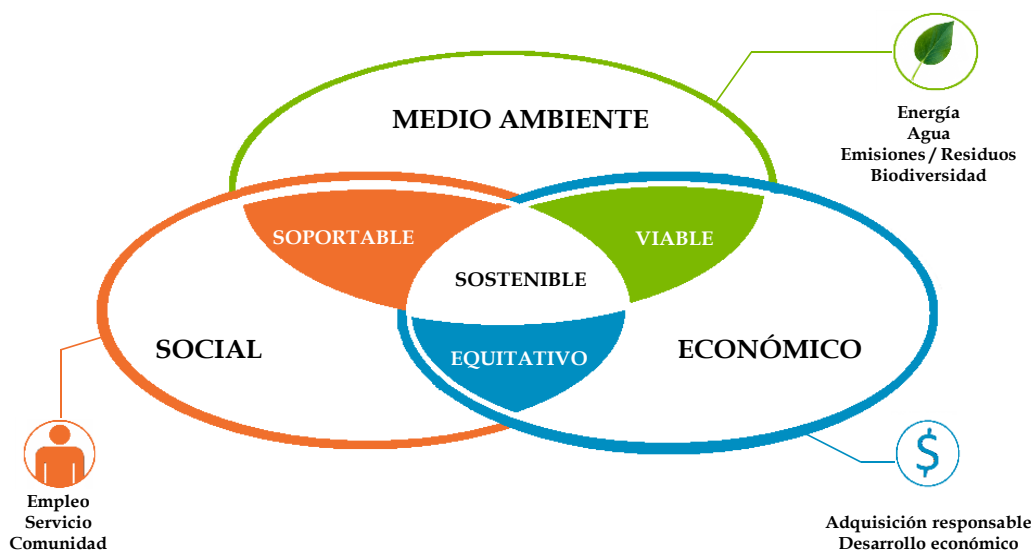 MEDIO AMBIENTE
Energía
Agua
Emisiones / Residuos
Biodiversidad
SOPORTABLE
VIABLE
SOSTENIBLE
SOCIAL
EQUITATIVO
ECONÓMICO
$
Empleo
Servicio
Comunidad
Adquisición responsable
Desarrollo económico